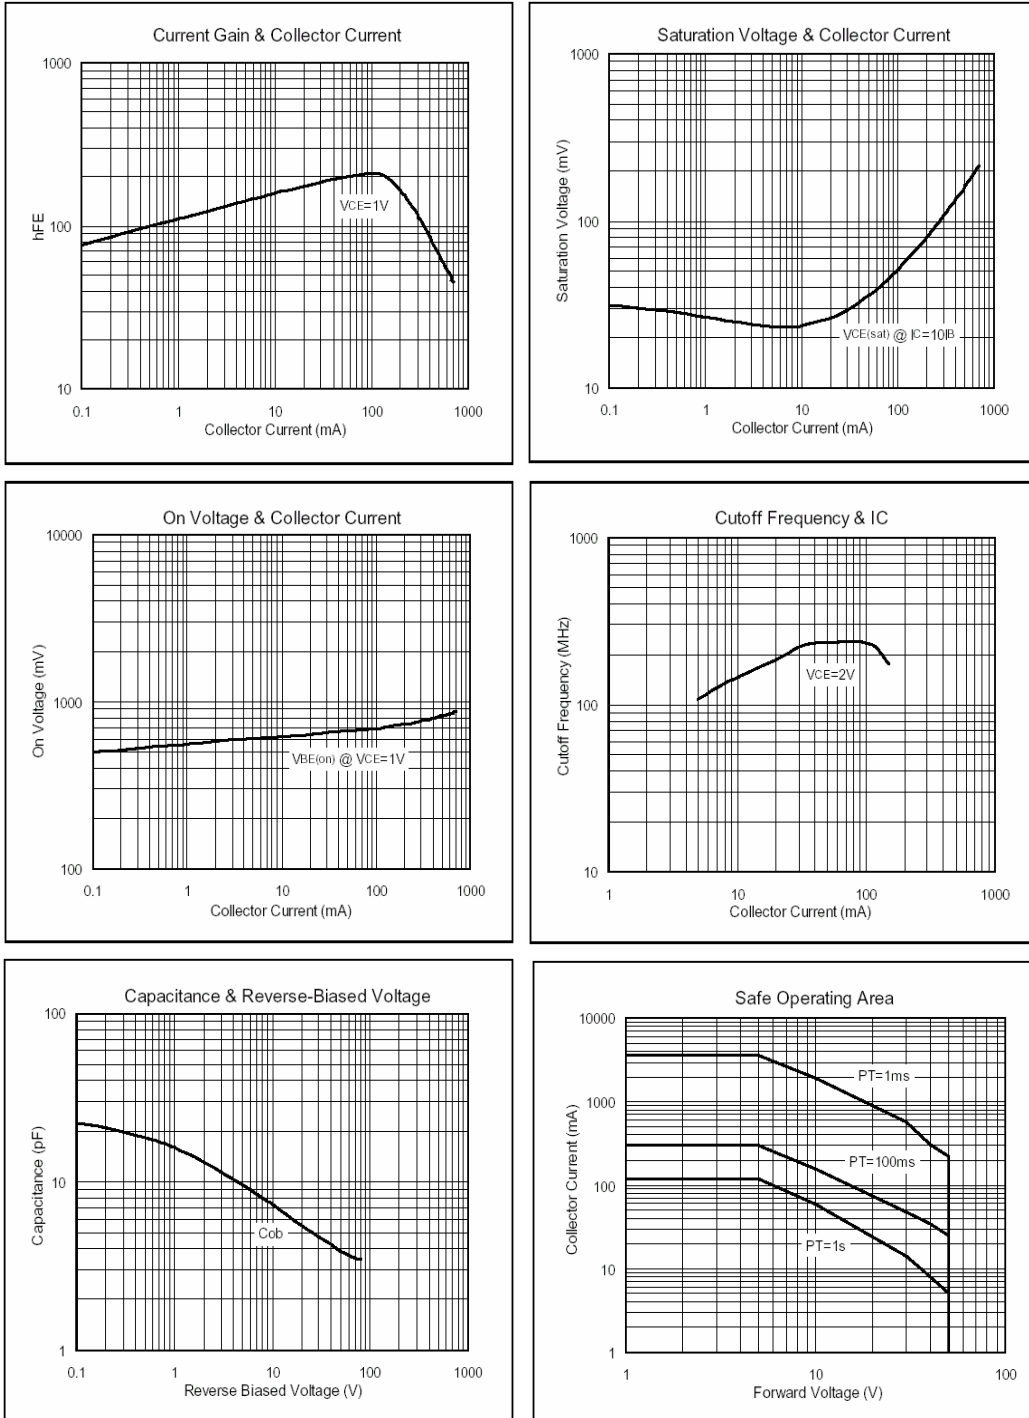 Current Gain & Collector Current
1000
100
10
hFE
VCE=1V
0.1 1 10 100 1000
Collector Current (mA)
Saturation Voltage & Collector Current
1000
100
10
Saturation Voltage (mV)
VCE(sat) @ IC=10IB
0.1 1 10 100 1000
Collector Current (mA)
On Voltage & Collector Current
10000
1000
100
On Voltage (mV)
VBE(on) @ VCE=1V
0.1 1 10 100 1000
Collector Current (mA)
Cutoff Frequency & IC
1000
100
10
Cutoff Frequency (MHz)
VCE=2V
1 10 100 1000
Collector Current (mA)
Capacitance & Reverse-Biased Voltage
100
10
1
Capacitance (pF)
Cob
0.1 1 10 100 1000
Reverse Biased Voltage (V)
Safe Operating Area
10000
1000
100
10
1
Collector Current (mA)
PT=1ms
PT=100ms
PT=1s
1 10 100
Forward Voltage (V)